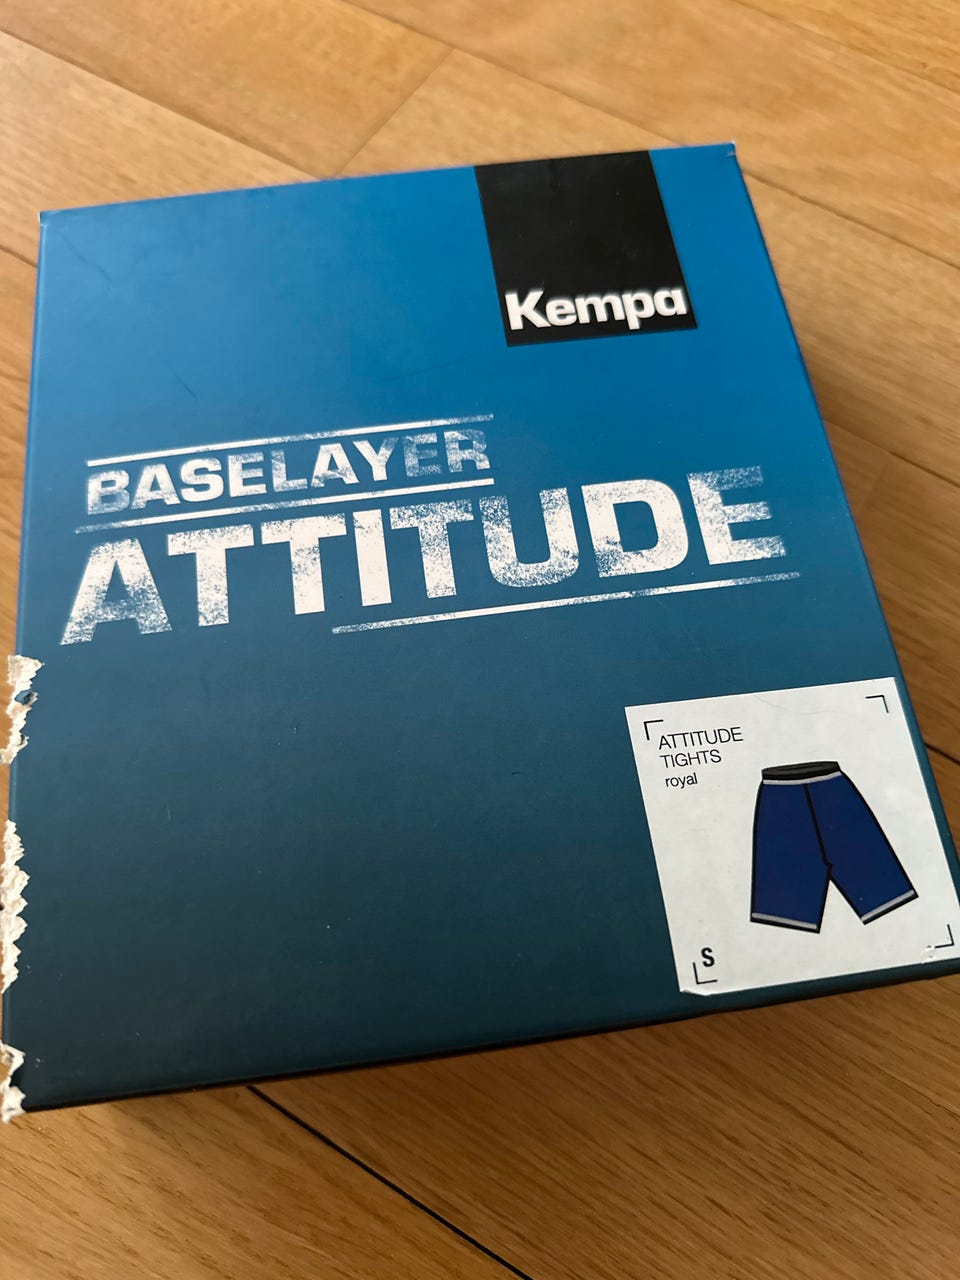 Kempa
BASELAYER
ATTITUDE
ATTITUDE
TIGHTS
royal
S